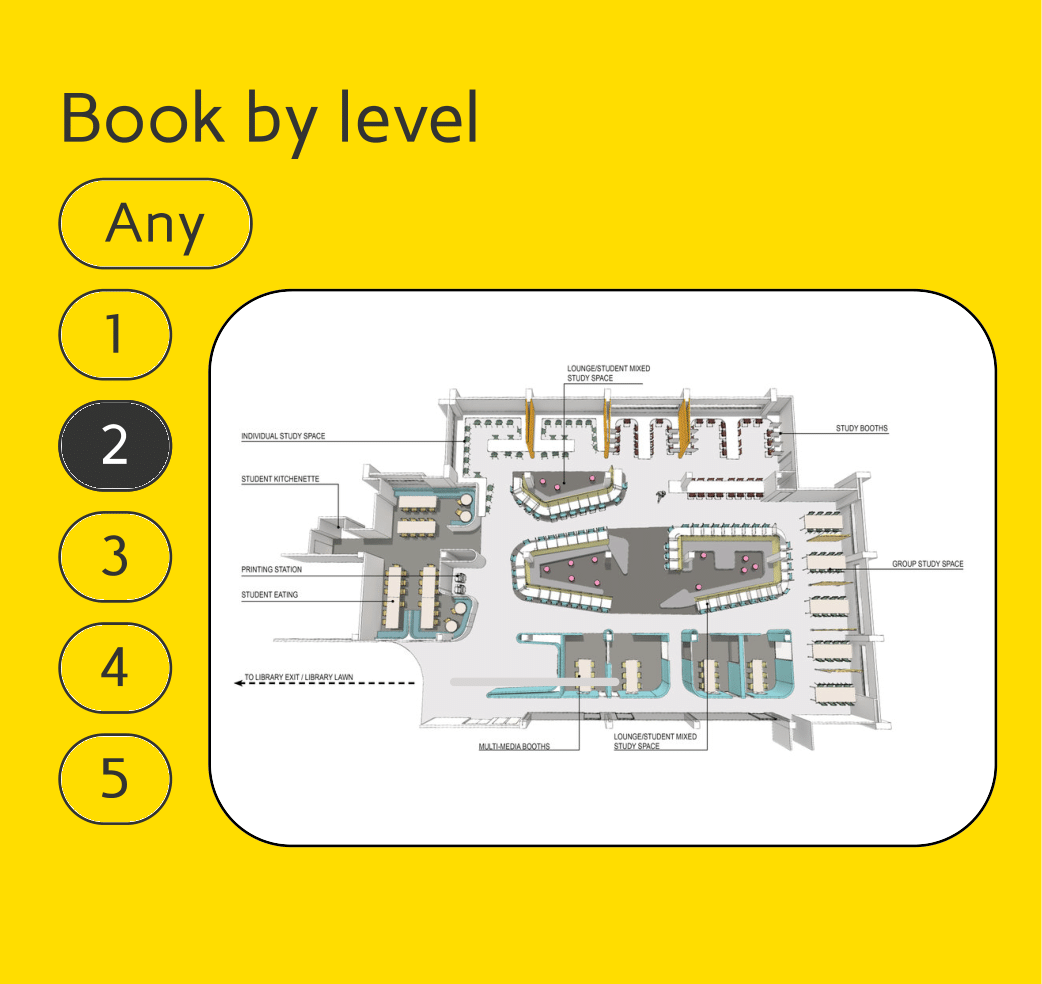 Book by level
Any
1
2
3
4
5
LOUNGE/STUDENT MIXED
STUDY SPACE
INDIVIDUAL STUDY SPACE
STUDY BOOTHS
STUDENT KITCHENETTE
PRINTING STATION
GROUP STUDY SPACE
STUDENT EATING
TO LIBRARY EXIT / LIBRARY LAWN
MULTI-MEDIA BOOTHS
LOUNGE/STUDENT MIXED
STUDY SPACE